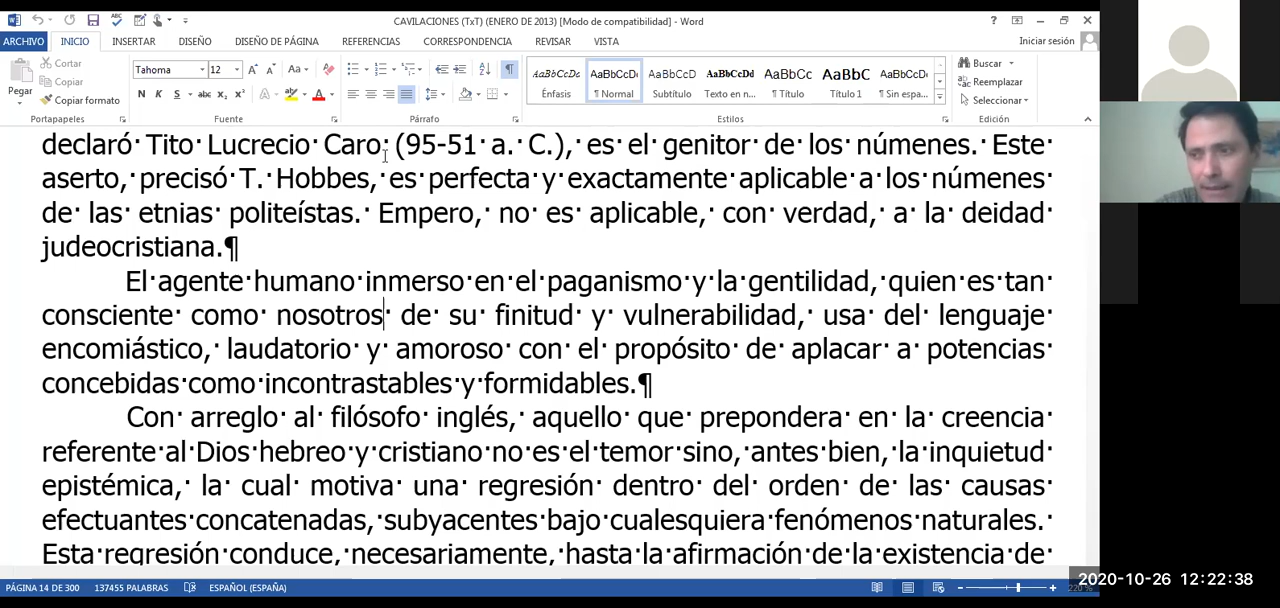 CAVILACIONES (TxT) (ENERO DE 2013) [Modo de compatibilidad] - Word
ARCHIVO INICIO INSERTAR DISEÑO DISEÑO DE PÁGINA REFERENCIAS CORRESPONDENCIA REVISAR VISTA Iniciar sesión
Pegar
Cortar
Copiar
Copiar formato
Portapapeles
Tahoma 12
Fuente
Párrafo
AaBbCcDc AaBbCcDc AaBbCcD AaBbCcDd AaBbCc AaBbC AaBbCcDc
Énfasis ¶ Normal Subtítulo Texto en n... ¶ Título Título 1 ¶ Sin espa...
Estilos
Buscar
Reemplazar
Seleccionar
Edición
declaró Tito Lucrecio Caro (95-51 a. C.), es el genitor de los númenes. Este
aserto, precisó T. Hobbes, es perfecta y exactamente aplicable a los númenes
de las etnias politeístas. Empero, no es aplicable, con verdad, a la deidad
judeocristiana.¶
El agente humano inmerso en el paganismo y la gentilidad, quien es tan
consciente como nosotros de su finitud y vulnerabilidad, usa del lenguaje
encomiástico, laudatorio y amoroso con el propósito de aplacar a potencias
concebidas como incontrastables y formidables.¶
Con arreglo al filósofo inglés, aquello que prepondera en la creencia
referente al Dios hebreo y cristiano no es el temor sino, antes bien, la inquietud
epistémica, la cual motiva una regresión dentro del orden de las causas
efectuantes concatenadas, subyacentes bajo cualesquiera fenómenos naturales.
Esta regresión conduce, necesariamente, hasta la afirmación de la existencia de
PÁGINA 14 DE 300 137455 PALABRAS ESPAÑOL (ESPAÑA) 220 %
2020-10-26 12:22:38